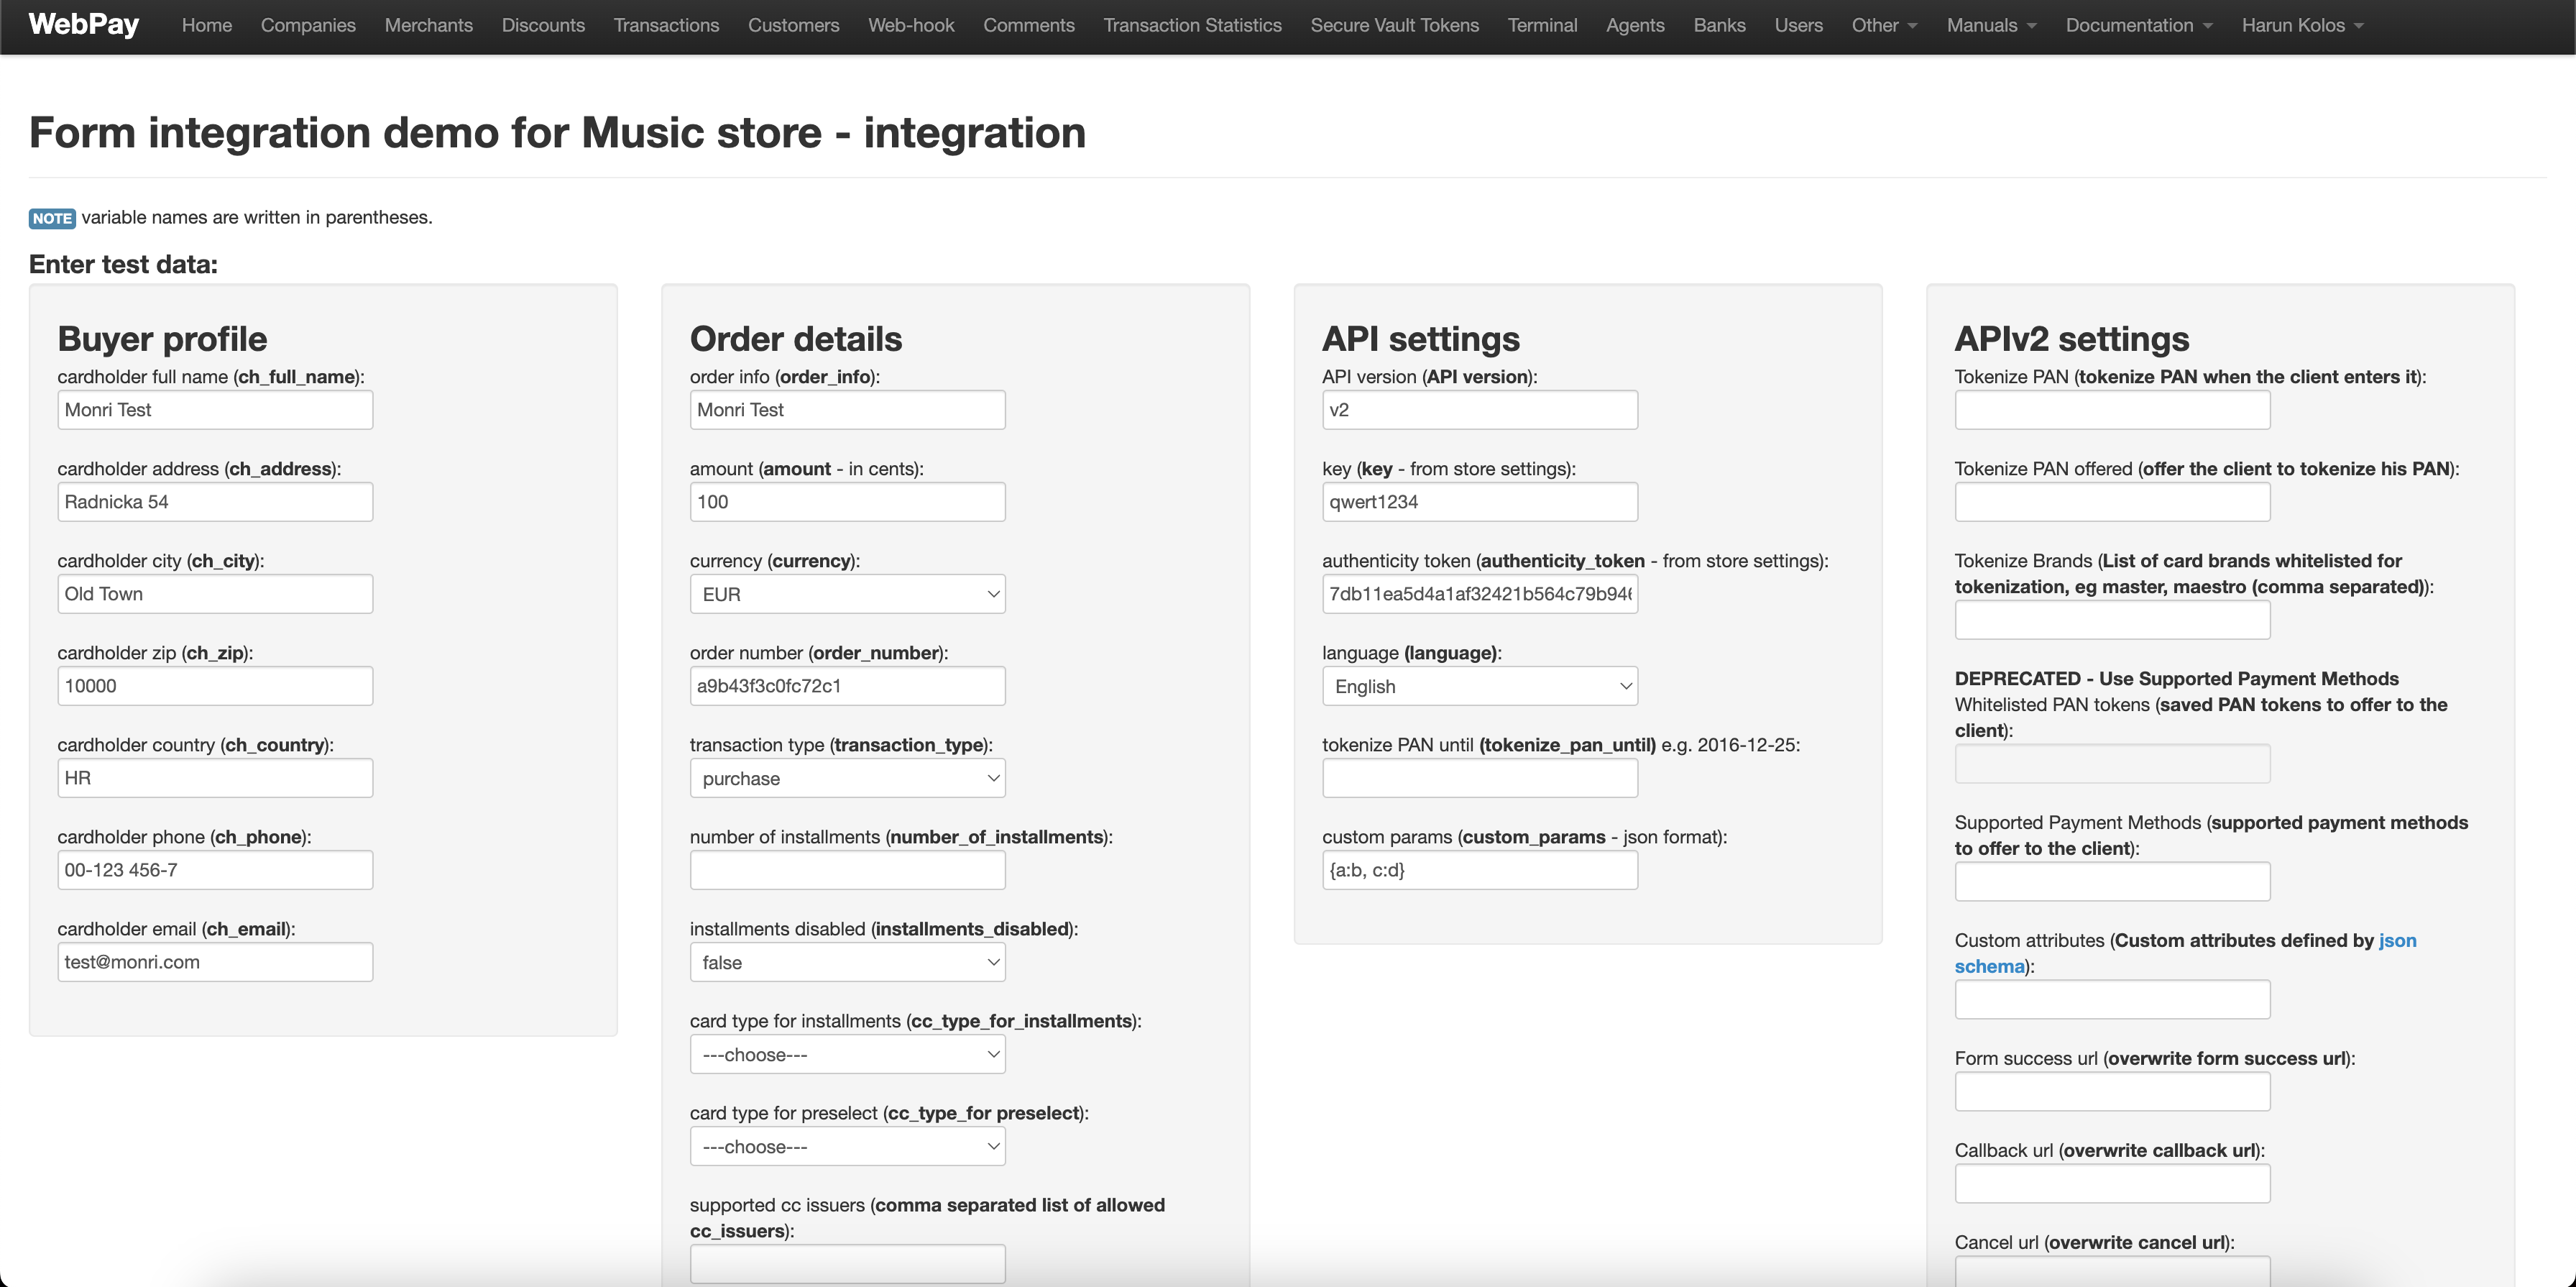 WebPay Home Companies Merchants Discounts Transactions Customers Web-hook Comments Transaction Statistics Secure Vault Tokens Terminal Agents Banks Users Other Manuals Documentation Harun Kolos
Form integration demo for Music store - integration
NOTE variable names are written in parentheses.
Enter test data:
Buyer profile
cardholder full name (ch_full_name):
Monri Test
cardholder address (ch_address):
Radnicka 54
cardholder city (ch_city):
Old Town
cardholder zip (ch_zip):
10000
cardholder country (ch_country):
HR
cardholder phone (ch_phone):
00-123 456-7
cardholder email (ch_email):
test@monri.com
Order details
order info (order_info):
Monri Test
amount (amount - in cents):
100
currency (currency):
EUR
order number (order_number):
a9b43f3c0fc72c1
transaction type (transaction_type):
purchase
number of installments (number_of_installments):
installments disabled (installments_disabled):
false
card type for installments (cc_type_for_installments):
---choose---
card type for preselect (cc_type_for preselect):
---choose---
supported cc issuers (comma separated list of allowed
cc_issuers):
API settings
API version (API version):
v2
key (key - from store settings):
qwert1234
authenticity token (authenticity_token - from store settings):
7db11ea5d4a1af32421b564c79b946
language (language):
English
tokenize PAN until (tokenize_pan_until) e.g. 2016-12-25:
custom params (custom_params - json format):
{a:b, c:d}
APIv2 settings
Tokenize PAN (tokenize PAN when the client enters it):
Tokenize PAN offered (offer the client to tokenize his PAN):
Tokenize Brands (List of card brands whitelisted for
tokenization, eg master, maestro (comma separated)):
DEPRECATED - Use Supported Payment Methods
Whitelisted PAN tokens (saved PAN tokens to offer to the
client):
Supported Payment Methods (supported payment methods
to offer to the client):
Custom attributes (Custom attributes defined by json
schema):
Form success url (overwrite form success url):
Callback url (overwrite callback url):
Cancel url (overwrite cancel url):